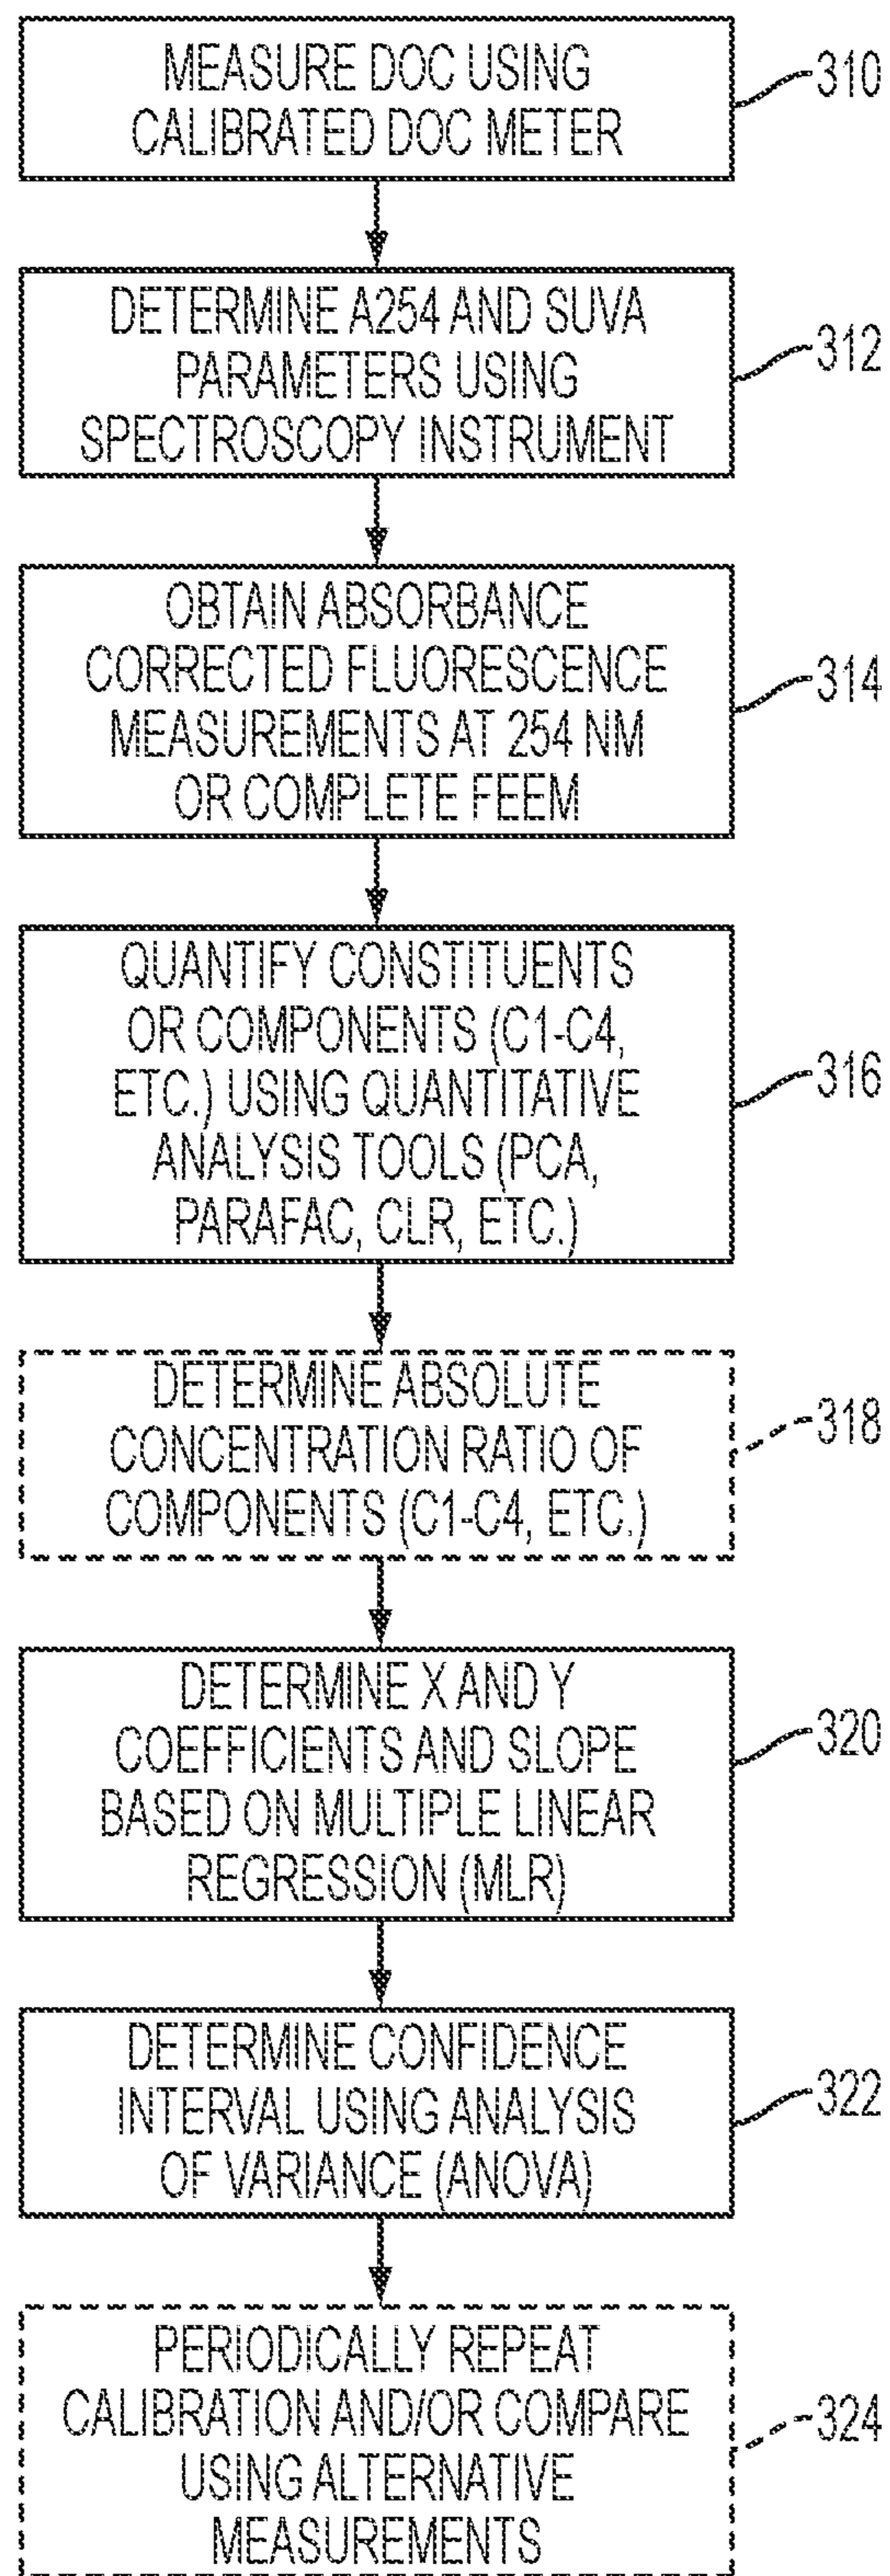 MEASURE DOC USING
CALIBRATED DOC METER
310
DETERMINE A254 AND SUVA
PARAMETERS USING
SPECTROSCOPY INSTRUMENT
312
OBTAIN ABSORBANCE
CORRECTED FLUORESCENCE
MEASUREMENTS AT 254 NM
OR COMPLETE FEEM
314
QUANTIFY CONSTITUENTS
OR COMPONENTS (C1-C4,
ETC.) USING QUANTITATIVE
ANALYSIS TOOLS (PCA,
PARAFAC, CLR, ETC.)
316
DETERMINE ABSOLUTE
CONCENTRATION RATIO OF
COMPONENTS (C1-C4, ETC.)
318
DETERMINE X AND Y
COEFFICIENTS AND SLOPE
BASED ON MULTIPLE LINEAR
REGRESSION (MLR)
320
DETERMINE CONFIDENCE
INTERVAL USING ANALYSIS
OF VARIANCE (ANOVA)
322
PERIODICALLY REPEAT
CALIBRATION AND/OR COMPARE
USING ALTERNATIVE
MEASUREMENTS
324